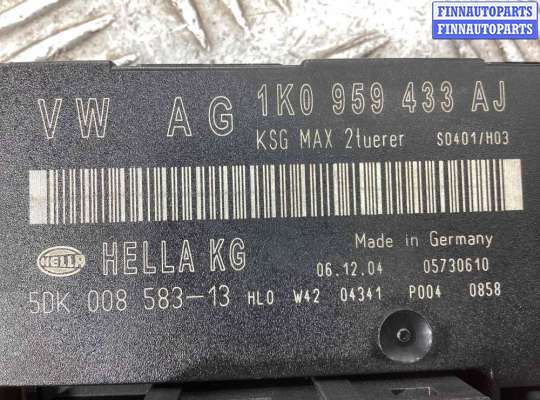 FINNAUTOPARTS
FINNAUTOPARTS
VW AG 1K0 959 433 AJ
KSG MAX 2tuerer S0401/H03
HELLA HELLA KG Made in Germany
06.12.04 05730610
5DK 008 583-13 HL0 W42 04341 P004 0858